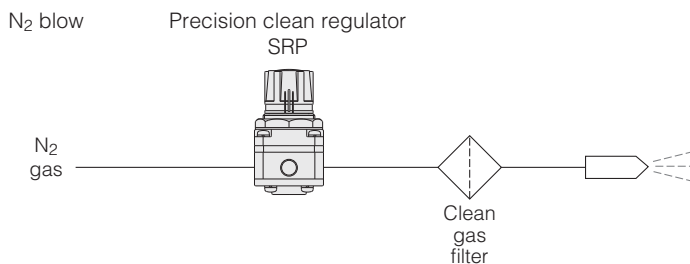 N₂ blow
Precision clean regulator
SRP
N₂
gas
Clean
gas
filter